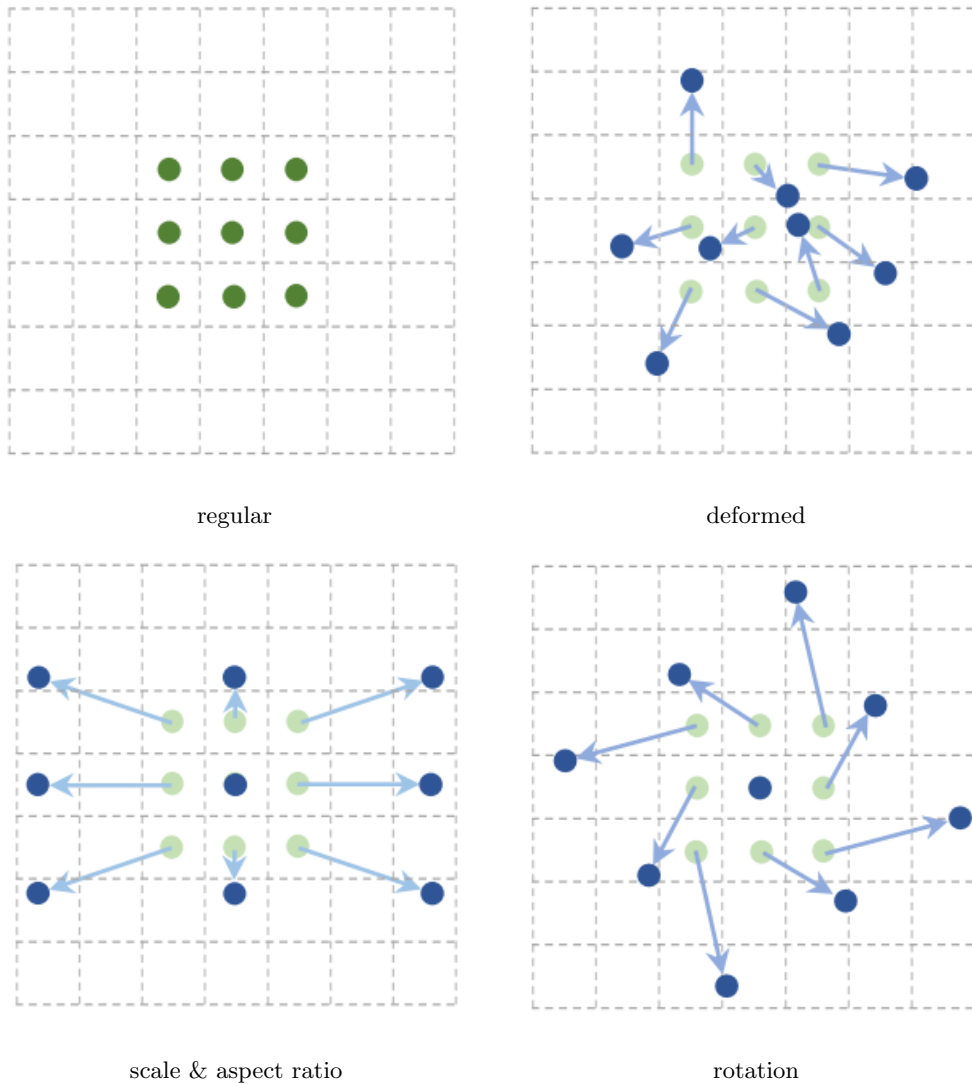 regular
deformed
scale & aspect ratio
rotation